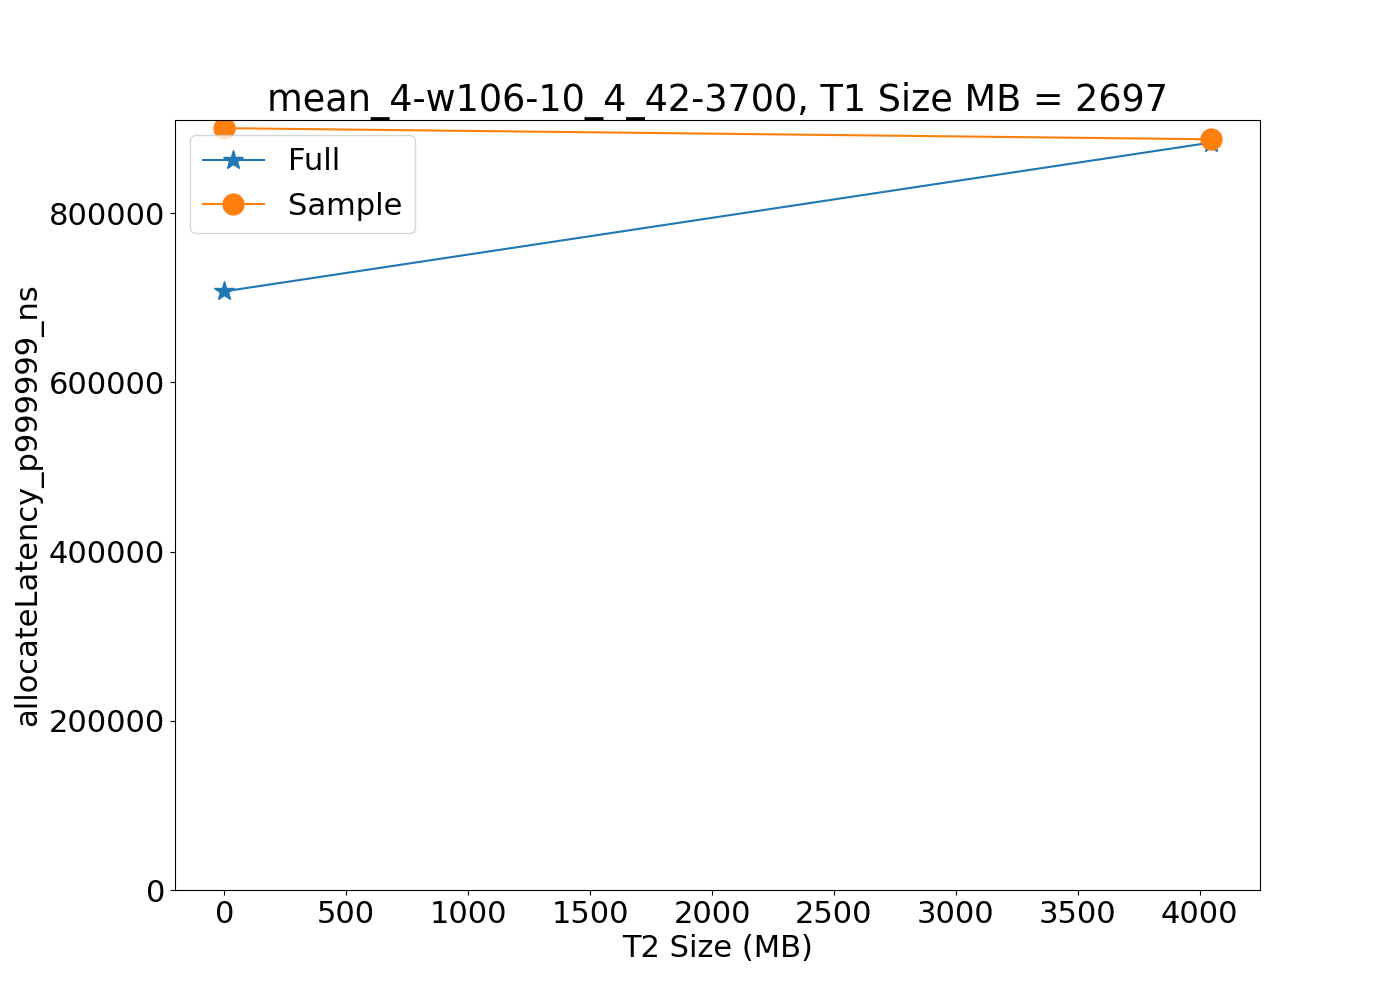 mean_4-w106-10_4_42-3700, T1 Size MB = 2697
Full
Sample
800000
600000
400000
200000
0
allocateLatency_p999999_ns
0 500 1000 1500 2000 2500 3000 3500 4000
T2 Size (MB)